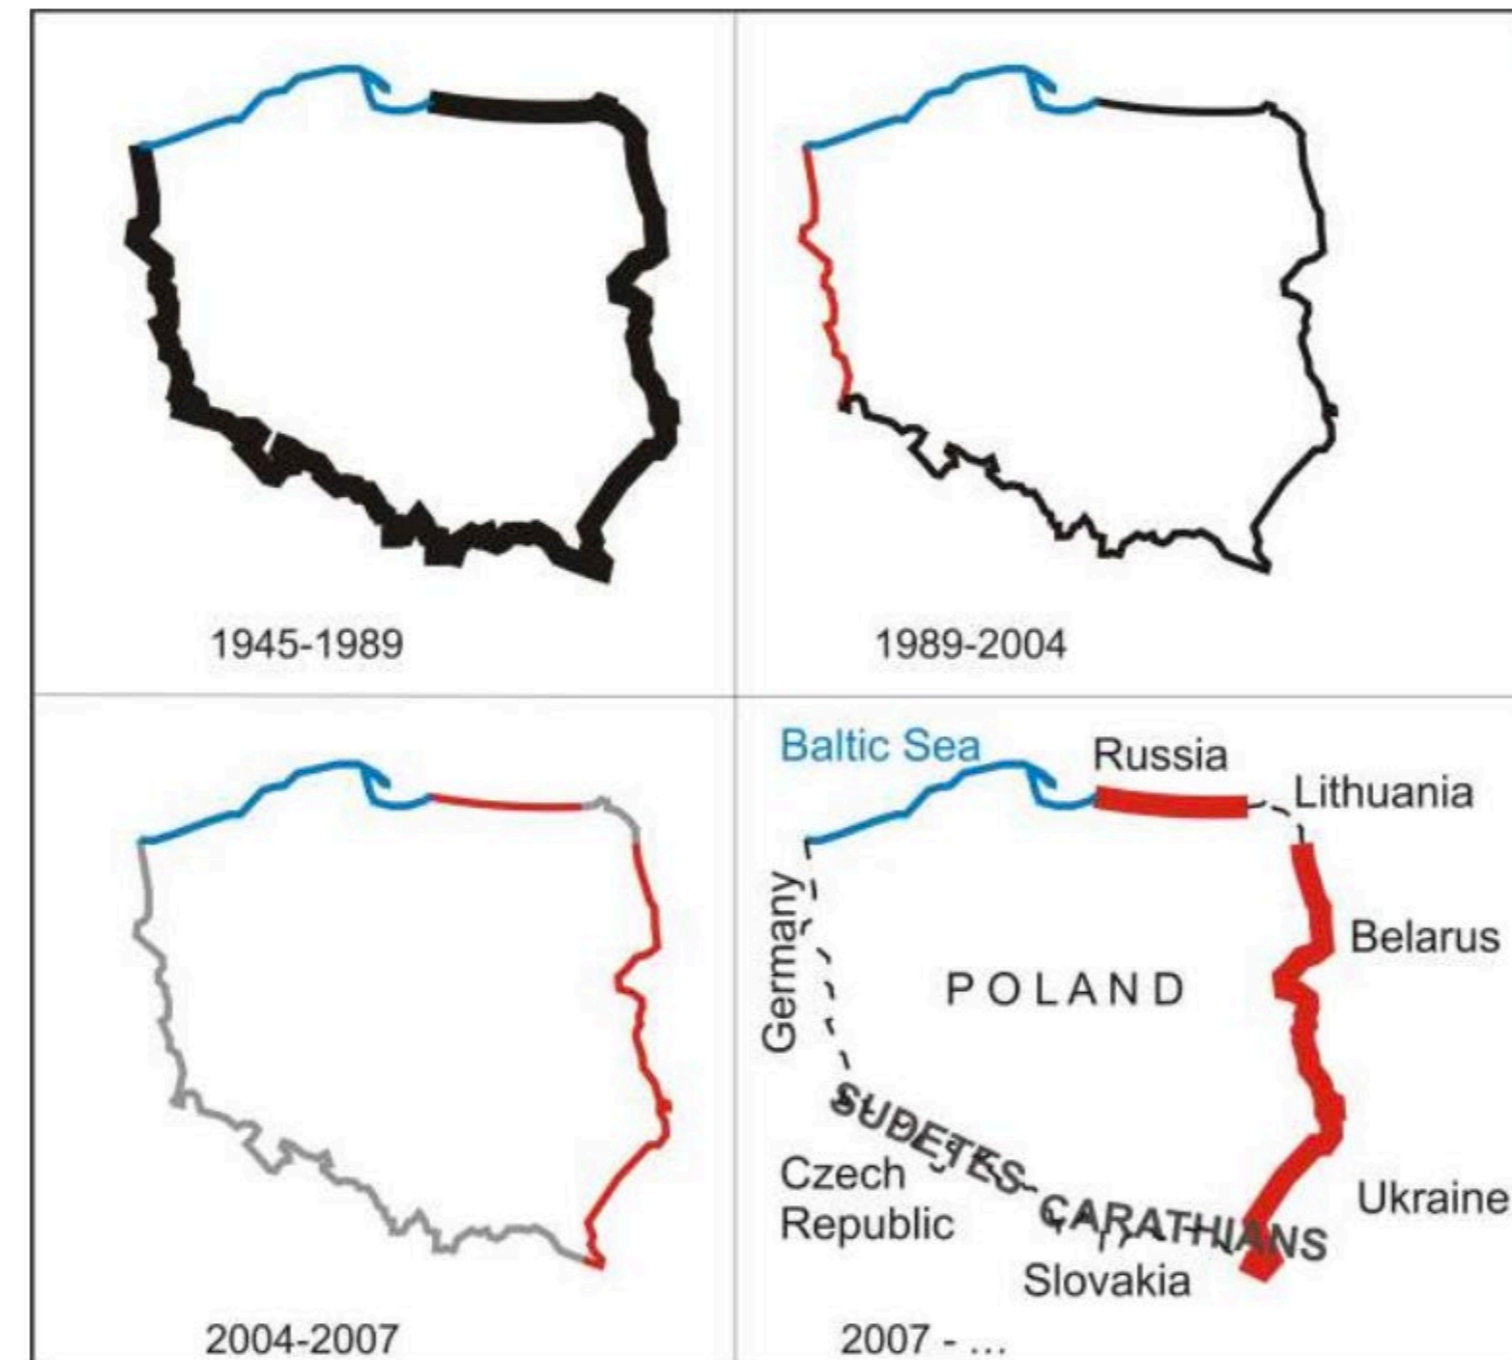 1945-1989
1989-2004
2004-2007
Baltic Sea
Russia
Lithuania
Germany
Belarus
POLAND
SUDETES
Czech
Republic
CARATHIANS
Ukraine
Slovakia
2007 - ...